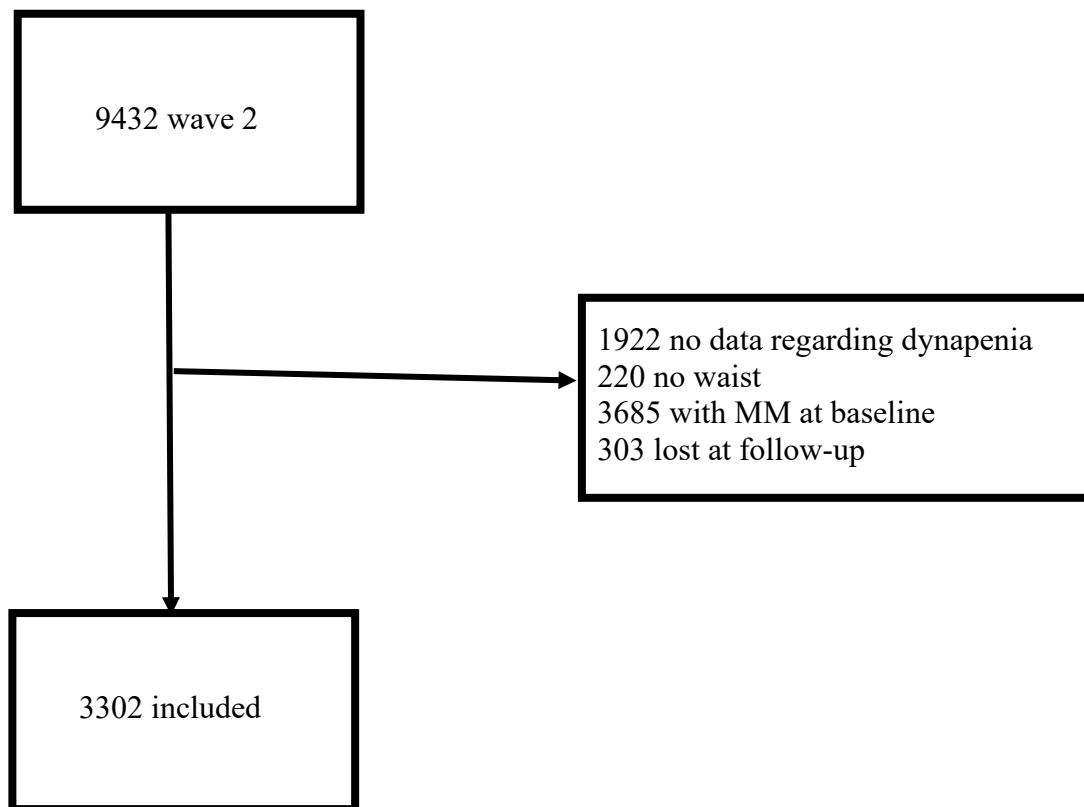 9432 wave 2
1922 no data regarding dynapenia
220 no waist
3685 with MM at baseline
303 lost at follow-up
3302 included